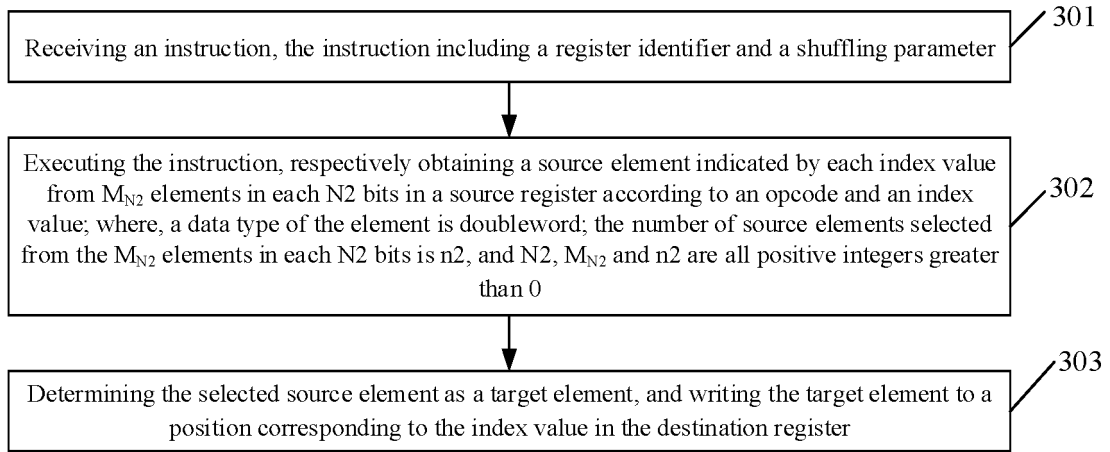 301
Receiving an instruction, the instruction including a register identifier and a shuffling parameter
Executing the instruction, respectively obtaining a source element indicated by each index value
from M_N2 elements in each N2 bits in a source register according to an opcode and an index
value; where, a data type of the element is doubleword; the number of source elements selected
from the M_N2 elements in each N2 bits is n2, and N2, M_N2 and n2 are all positive integers greater
than 0
302
303
Determining the selected source element as a target element, and writing the target element to a
position corresponding to the index value in the destination register